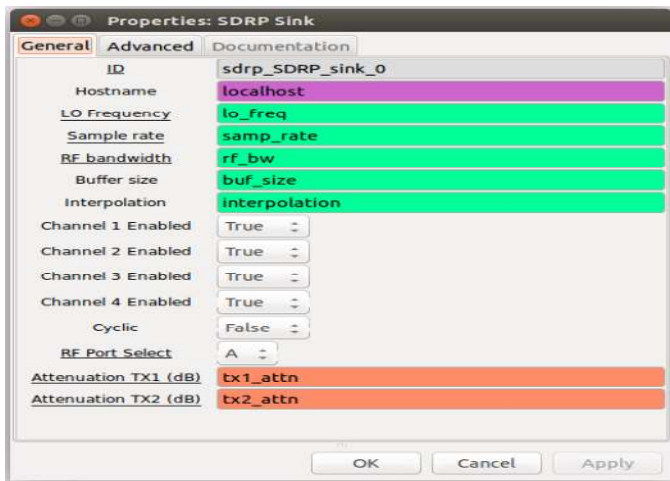 Properties: SDRP Sink
General Advanced Documentation
ID sdrp_SDRP_sink_0
Hostname localhost
LO Frequency lo_freq
Sample rate samp_rate
RF bandwidth rf_bw
Buffer size buf_size
Interpolation interpolation
Channel 1 Enabled True
Channel 2 Enabled True
Channel 3 Enabled True
Channel 4 Enabled True
Cyclic False
RF Port Select A
Attenuation TX1 (dB) tx1_attn
Attenuation TX2 (dB) tx2_attn
OK Cancel Apply